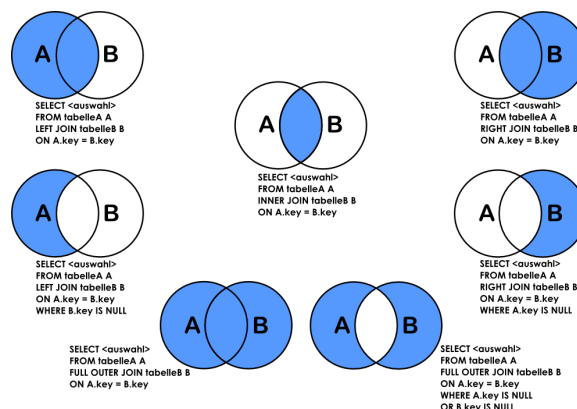 A B
SELECT <auswahl>
FROM tabelleA A
LEFT JOIN tabelleB B
ON A.key = B.key
A B
SELECT <auswahl>
FROM tabelleA A
RIGHT JOIN tabelleB B
ON A.key = B.key
A B
SELECT <auswahl>
FROM tabelleA A
INNER JOIN tabelleB B
ON A.key = B.key
A B
SELECT <auswahl>
FROM tabelleA A
LEFT JOIN tabelleB B
ON A.key = B.key
WHERE B.key IS NULL
A B
SELECT <auswahl>
FROM tabelleA A
RIGHT JOIN tabelleB B
ON A.key = B.key
WHERE A.key IS NULL
A B
SELECT <auswahl>
FROM tabelleA A
FULL OUTER JOIN tabelleB B
ON A.key = B.key
A B
SELECT <auswahl>
FROM tabelleA A
FULL OUTER JOIN tabelleB B
ON A.key = B.key
WHERE A.key IS NULL
OR B.key IS NULL